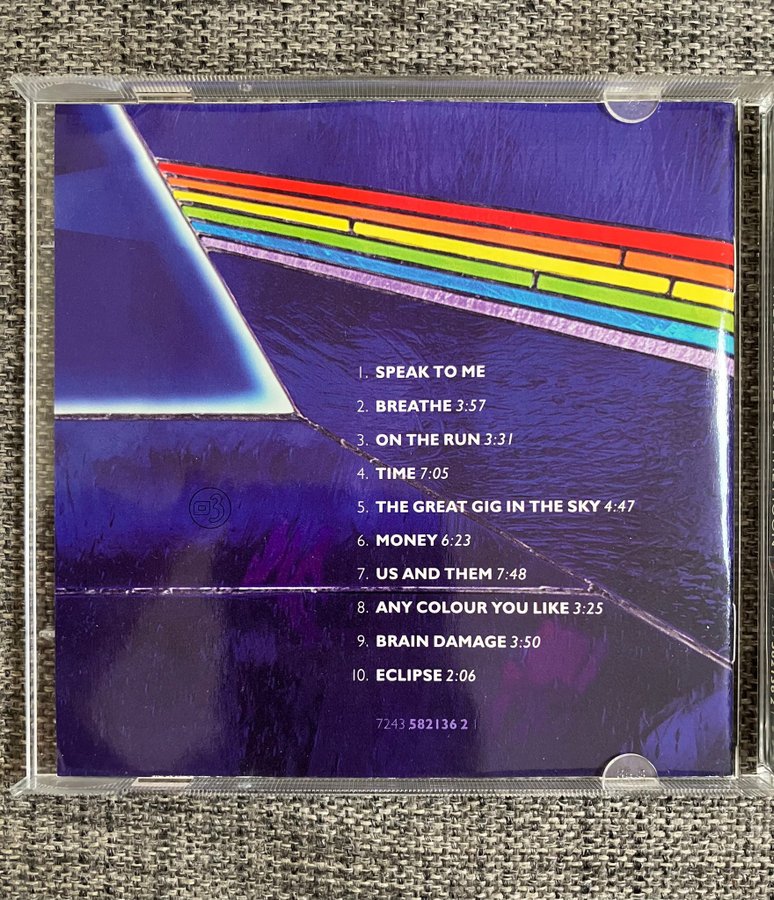 1. SPEAK TO ME
2. BREATHE 3:57
3. ON THE RUN 3:31
4. TIME 7:05
5. THE GREAT GIG IN THE SKY 4:47
6. MONEY 6:23
7. US AND THEM 7:48
8. ANY COLOUR YOU LIKE 3:25
9. BRAIN DAMAGE 3:50
10. ECLIPSE 2:06
7243 582136 2 1